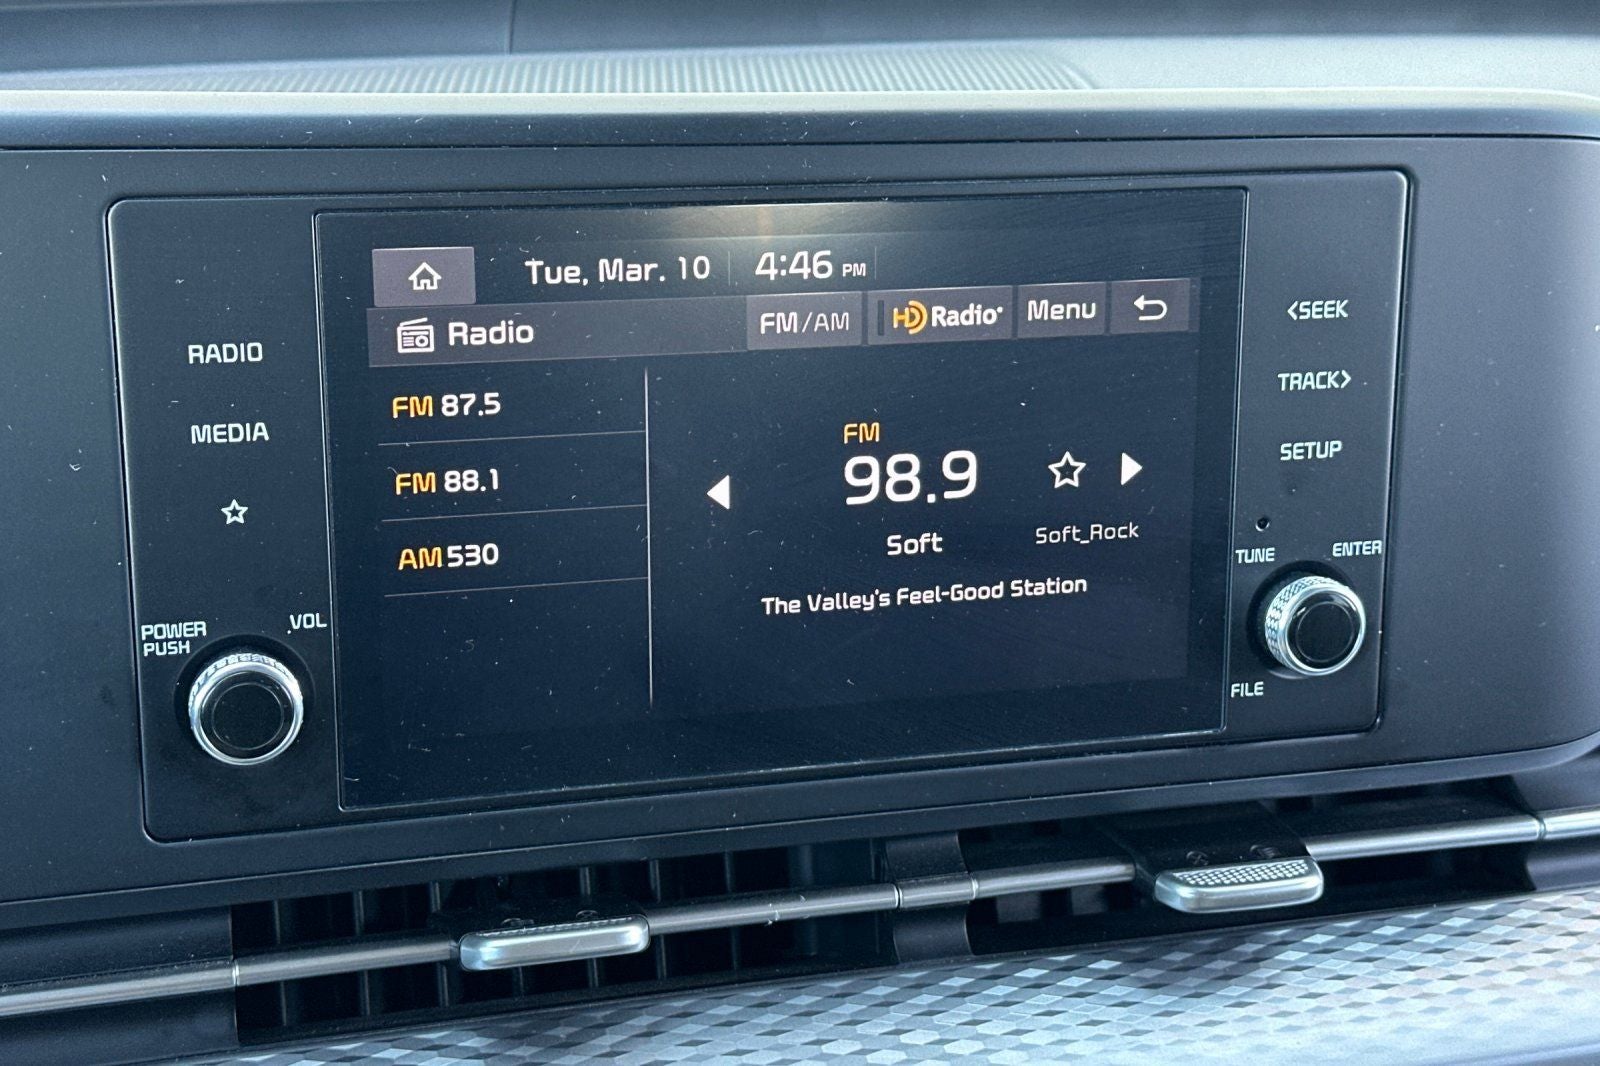 Tue, Mar. 10 4:46 PM
Radio FM/AM HD Radio Menu
FM 87.5
FM 88.1
AM 530
FM
98.9
Soft
Soft_Rock
The Valley's Feel-Good Station
RADIO
MEDIA
POWER
PUSH
VOL
<SEEK
TRACK>
SETUP
TUNE
ENTER
FILE